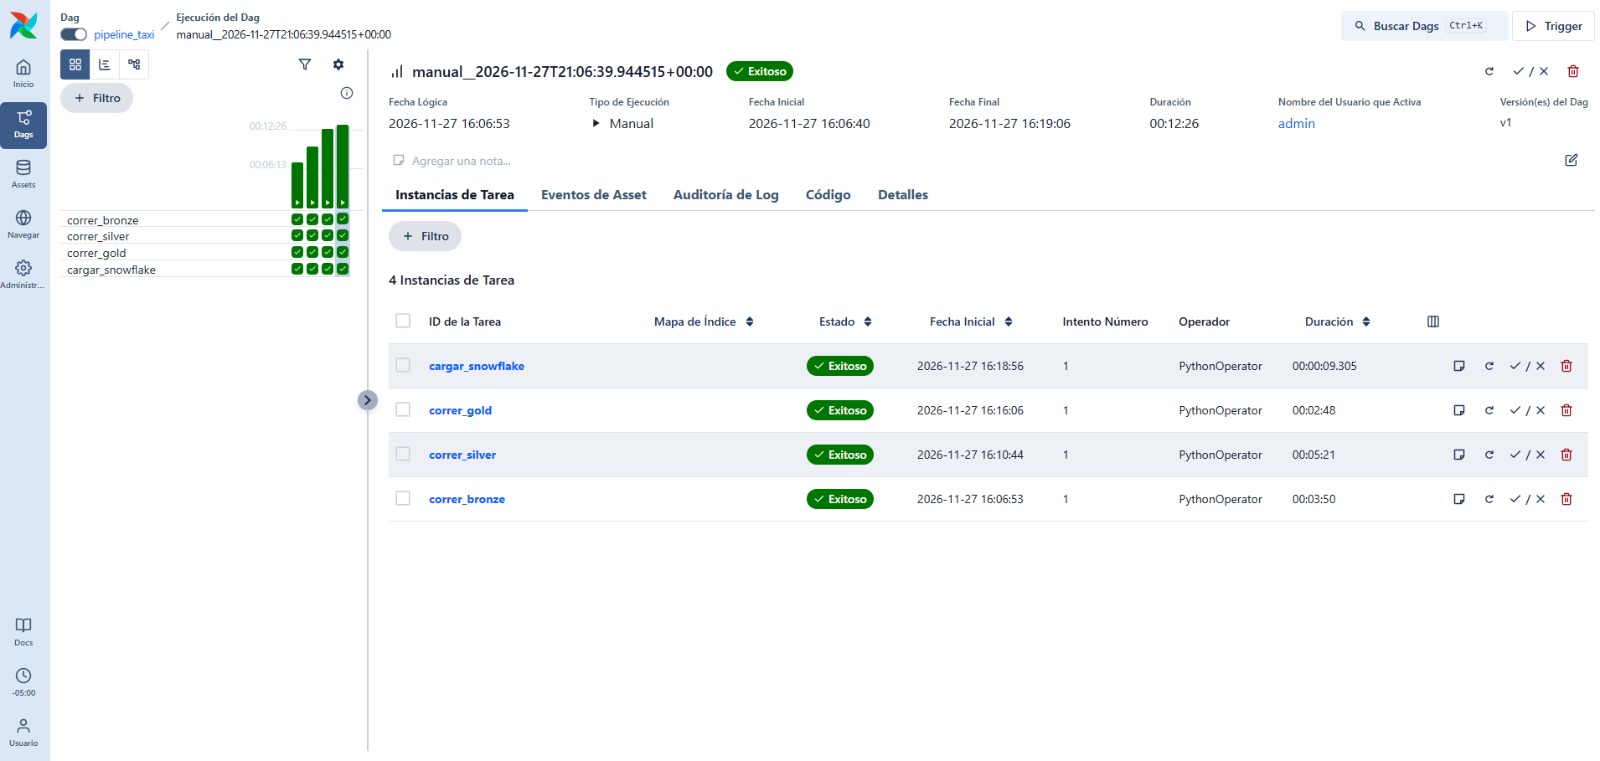 Dag
pipeline_taxi
/
Ejecución del Dag
manual__2026-11-27T21:06:39.944515+00:00
Buscar Dags Ctrl+K
Trigger
Inicio
Dags
Assets
Navegar
Administr...
Docs
-05:00
Usuario
+ Filtro
00:12:26
00:06:13
correr_bronze
correr_silver
correr_gold
cargar_snowflake
manual__2026-11-27T21:06:39.944515+00:00 Exitoso
/
Fecha Lógica Tipo de Ejecución Fecha Inicial Fecha Final Duración Nombre del Usuario que Activa Versión(es) del Dag
2026-11-27 16:06:53 Manual 2026-11-27 16:06:40 2026-11-27 16:19:06 00:12:26 admin v1
Agregar una nota...
Instancias de Tarea Eventos de Asset Auditoría de Log Código Detalles
+ Filtro
4 Instancias de Tarea
ID de la Tarea Mapa de Índice Estado Fecha Inicial Intento Número Operador Duración
cargar_snowflake Exitoso 2026-11-27 16:18:56 1 PythonOperator 00:00:09.305 /
correr_gold Exitoso 2026-11-27 16:16:06 1 PythonOperator 00:02:48 /
correr_silver Exitoso 2026-11-27 16:10:44 1 PythonOperator 00:05:21 /
correr_bronze Exitoso 2026-11-27 16:06:53 1 PythonOperator 00:03:50 /